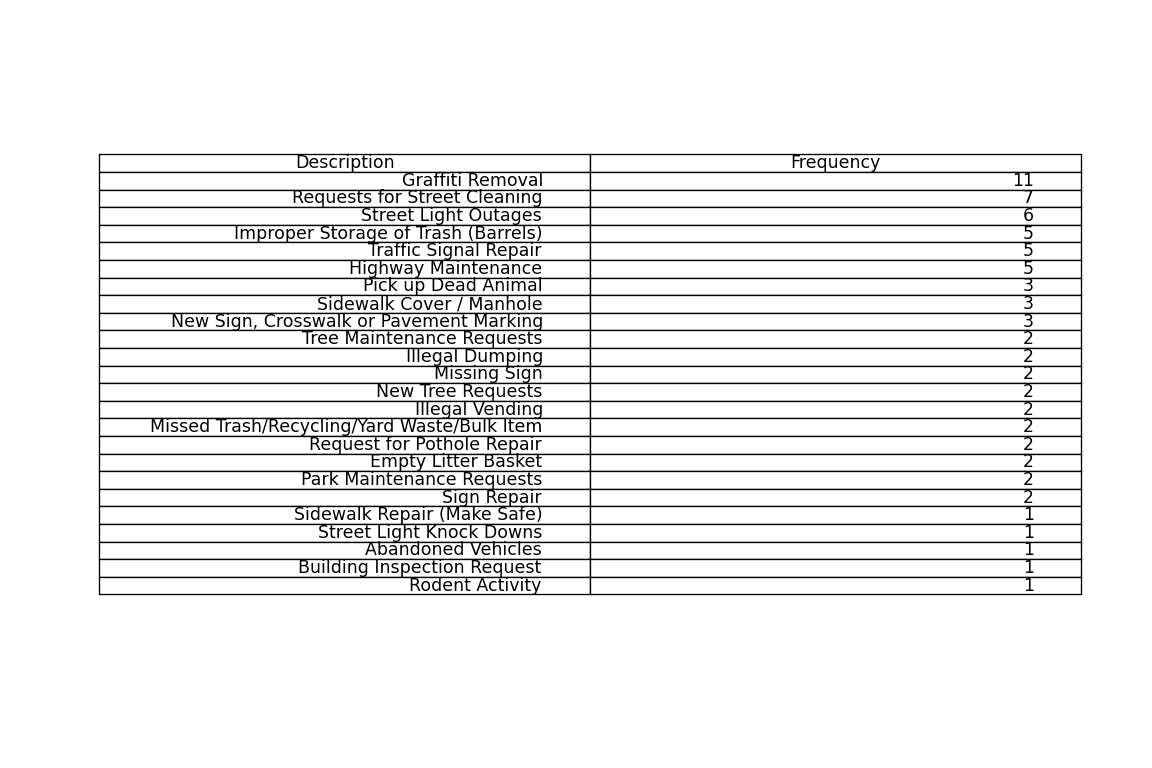 Description Frequency
Graffiti Removal 11
Requests for Street Cleaning 7
Street Light Outages 6
Improper Storage of Trash (Barrels) 5
Traffic Signal Repair 5
Highway Maintenance 5
Pick up Dead Animal 3
Sidewalk Cover / Manhole 3
New Sign, Crosswalk or Pavement Marking 3
Tree Maintenance Requests 2
Illegal Dumping 2
Missing Sign 2
New Tree Requests 2
Illegal Vending 2
Missed Trash/Recycling/Yard Waste/Bulk Item 2
Request for Pothole Repair 2
Empty Litter Basket 2
Park Maintenance Requests 2
Sign Repair 2
Sidewalk Repair (Make Safe) 1
Street Light Knock Downs 1
Abandoned Vehicles 1
Building Inspection Request 1
Rodent Activity 1